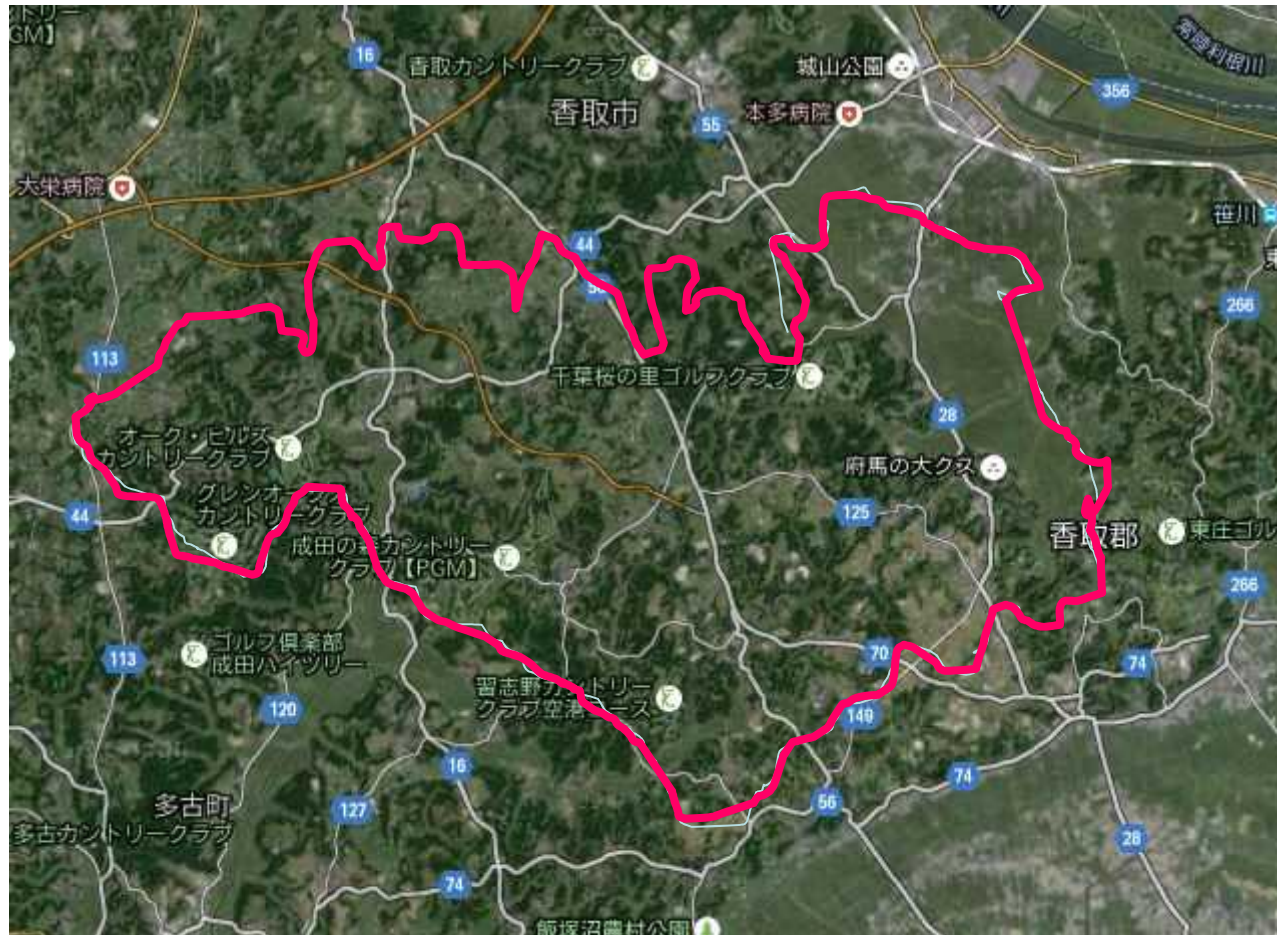 GM】
16
香取カントリークラブ
城山公園
常陸利根川
356
香取市
55
本多病院
大栄病院
笹川
44
266
113
千葉桜の里ゴルフクラブ
28
オーク・ヒルズ
カントリークラブ
府馬の大クス
グレンオークス
カントリークラブ
44
125
香取郡
東庄ゴル
成田の森カントリー
クラブ【PGM】
266
ゴルフ倶楽部
成田ハイツリー
113
70
74
習志野カントリー
クラブ空港コース
120
149
16
74
多古町
127
56
多古カントリークラブ
28
74
飯塚沼農村公園